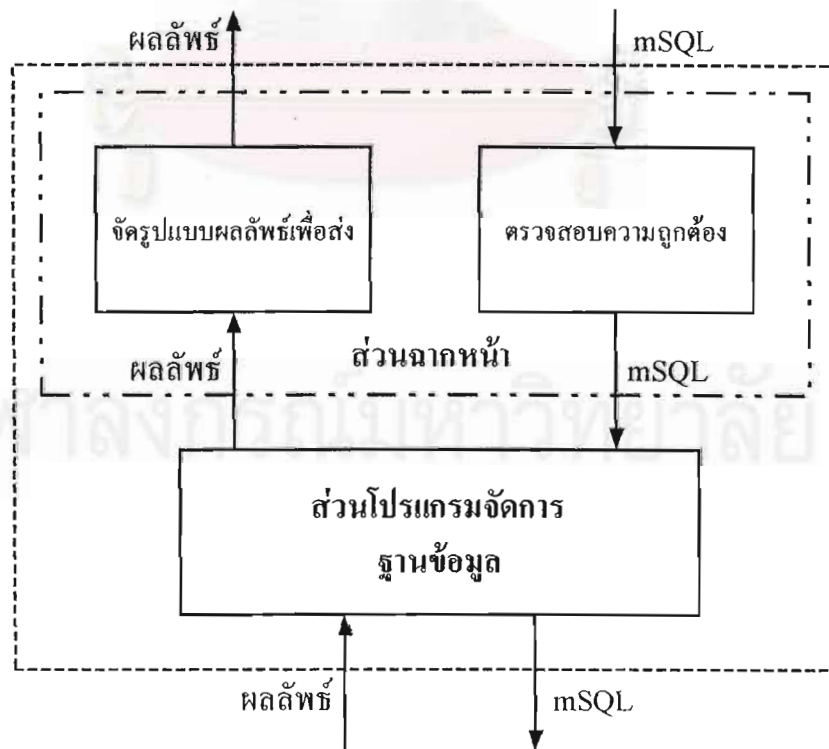 ผลลัพธ์
mSQL
จัดรูปแบบผลลัพธ์เพื่อส่ง
ตรวจสอบความถูกต้อง
ส่วนฉากหน้า
ผลลัพธ์
mSQL
ส่วนโปรแกรมจัดการ
ฐานข้อมูล
ผลลัพธ์
mSQL